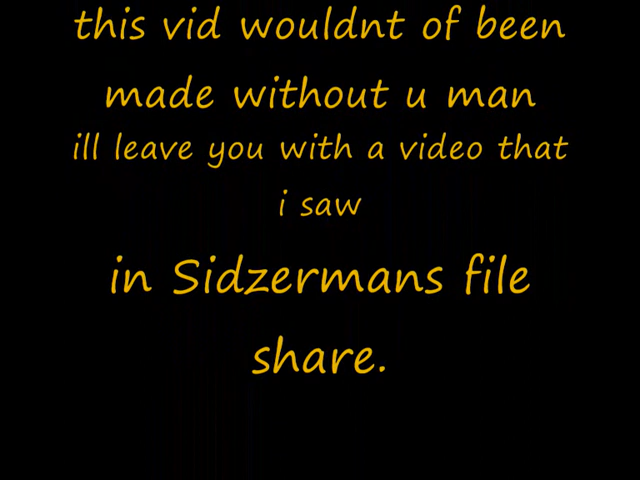 this vid wouldnt of been
made without u man
ill leave you with a video that
i saw
in Sidzermans file
share.